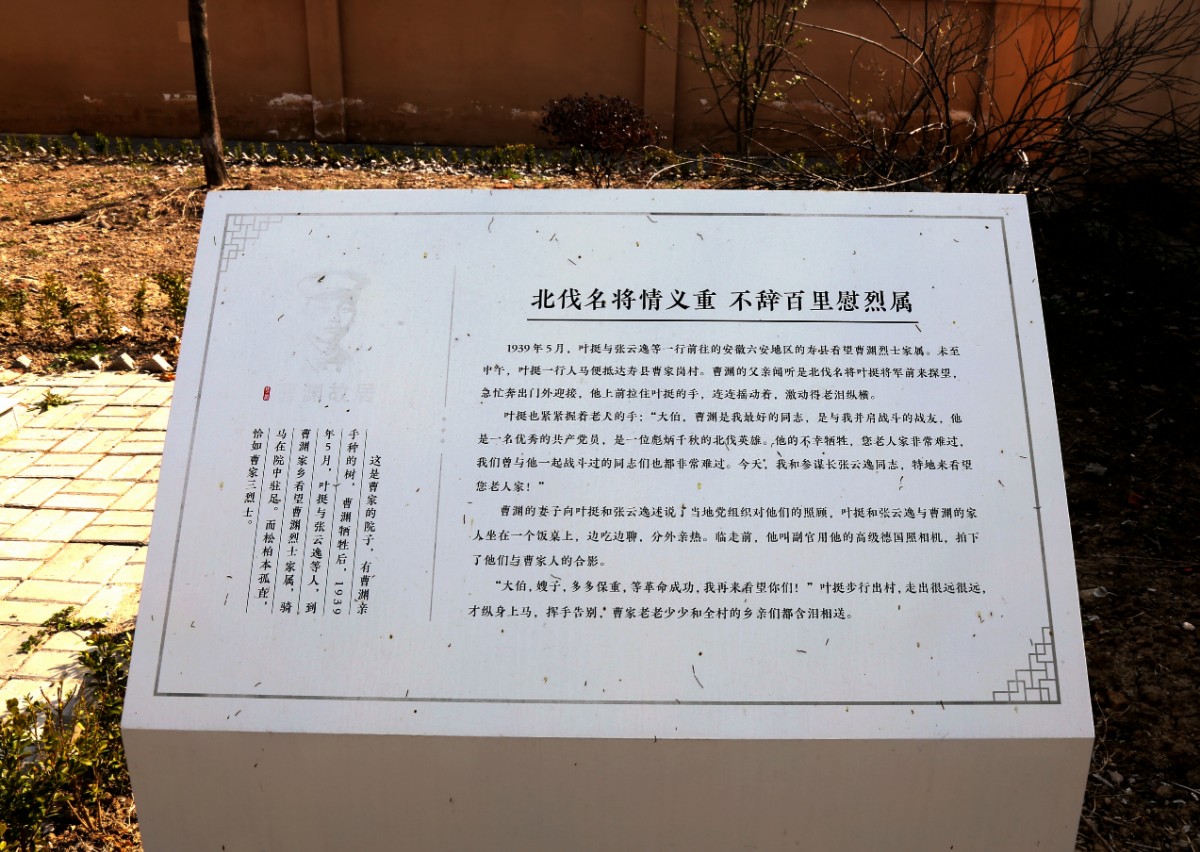 北伐名将情义重 不辞百里慰烈属
1939年5月，叶挺与张云逸等一行前往的安徽六安地区的寿县看望曹渊烈士家属。未至
中午，叶挺一行人马便抵达寿县曹家岗村。曹渊的父亲闻听是北伐名将叶挺将军前来探望，
急忙奔出门外迎接，他上前拉住叶挺的手，连连摇动着，激动得老泪纵横。
叶挺也紧紧握着老人的手：“大伯，曹渊是我最好的同志，是与我并肩战斗的战友，他
是一名优秀的共产党员，是一位彪炳千秋的北伐英雄。他的不幸牺牲，您老人家非常难过，
我们曾与他一起战斗过的同志们也都非常难过。今天，我和参谋长张云逸同志，特地来看望
您老人家！”
曹渊的妻子向叶挺和张云逸述说了当地党组织对他们的照顾，叶挺和张云逸与曹渊的家
人坐在一个饭桌上，边吃边聊，分外亲热。临走前，他叫副官用他的高级德国照相机，拍下
了他们与曹家人的合影。
“大伯，嫂子，多多保重，等革命成功，我再来看望你们！”叶挺步行出村，走出很远很远，
才纵身上马，挥手告别，曹家老老少少和全村的乡亲们都含泪相送。
这是曹家的院子，有曹渊亲
手种的树，曹渊牺牲后，1939
年5月，叶挺与张云逸等人，到
曹渊家乡看望曹渊烈士家属，骑
马在院中驻足。而松柏本孤直，
恰如曹家三烈士。
曹渊故居